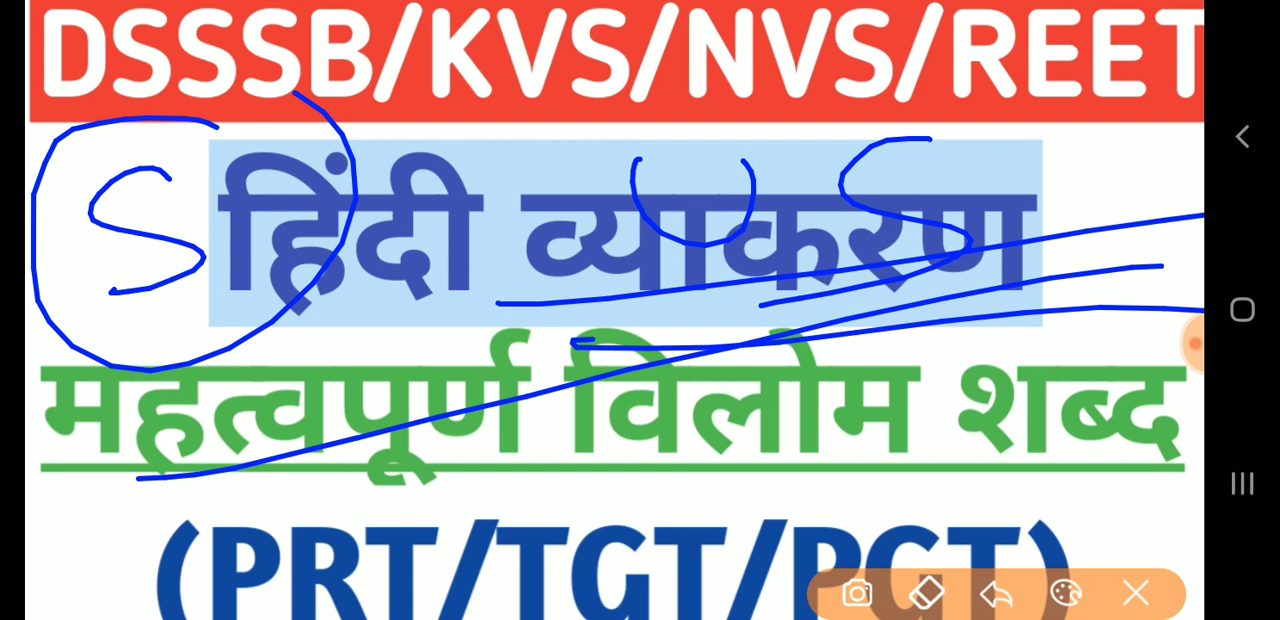 DSSSB/KVS/NVS/REET
S हिंदी व्याकरण U S
महत्वपूर्ण विलोम शब्द
(PRT/TGT/PGT)